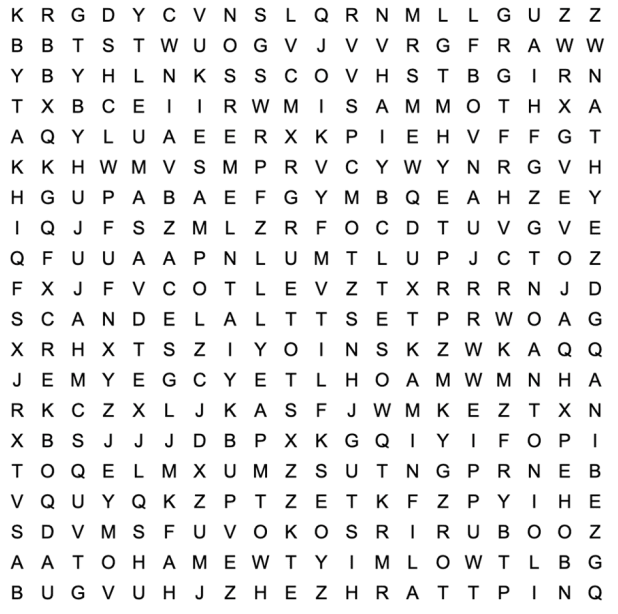 K R G D Y C V N S L Q R N M L L G U Z Z
B B T S T W U O G V J V V R G F R A W W
Y B Y H L N K S S C O V H S T B G I R N
T X B C E I I R W M I S A M M O T H X A
A Q Y L U A E E R X K P I E H V F F G T
K K H W M V S M P R V C Y W Y N R G V H
H G U P A B A E F G Y M B Q E A H Z E Y
I Q J F S Z M L Z R F O C D T U V G V E
Q F U U A A P N L U M T L U P J C T O Z
F X J F V C O T L E V Z T X R R R N J D
S C A N D E L A L T T S E T P R W O A G
X R H X T S Z I Y O I N S K Z W K A Q Q
J E M Y E G C Y E T L H O A M W M N H A
R K C Z X L J K A S F J W M K E Z T X N
X B S J J J D B P X K G Q I Y I F O P I
T O Q E L M X U M Z S U T N G P R N E B
V Q U Y Q K Z P T Z E T K F Z P Y I H E
S D V M S F U V O K O S R I R U B O O Z
A A T O H A M E W T Y I M L O W T L B G
B U G V U H J Z H E Z H R A T T P I N Q